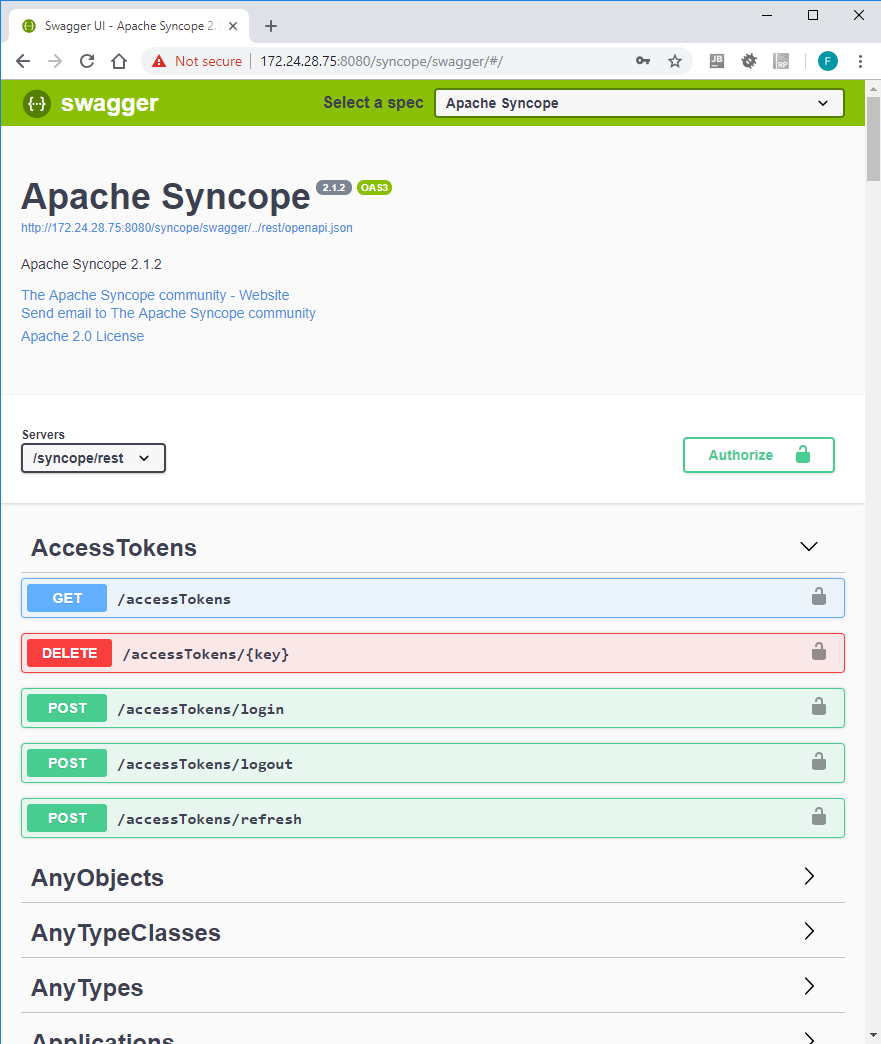 Swagger UI - Apache Syncope 2.
Not secure
172.24.28.75:8080/syncope/swagger/#/
JB
RP
F
{··}
swagger
Select a spec
Apache Syncope
Apache Syncope 2.1.2 OAS3
http://172.24.28.75:8080/syncope/swagger/../rest/openapi.json
Apache Syncope 2.1.2
The Apache Syncope community - Website
Send email to The Apache Syncope community
Apache 2.0 License
Servers
/syncope/rest
Authorize
AccessTokens
GET /accessTokens
DELETE /accessTokens/{key}
POST /accessTokens/login
POST /accessTokens/logout
POST /accessTokens/refresh
AnyObjects
AnyTypeClasses
AnyTypes
Applications